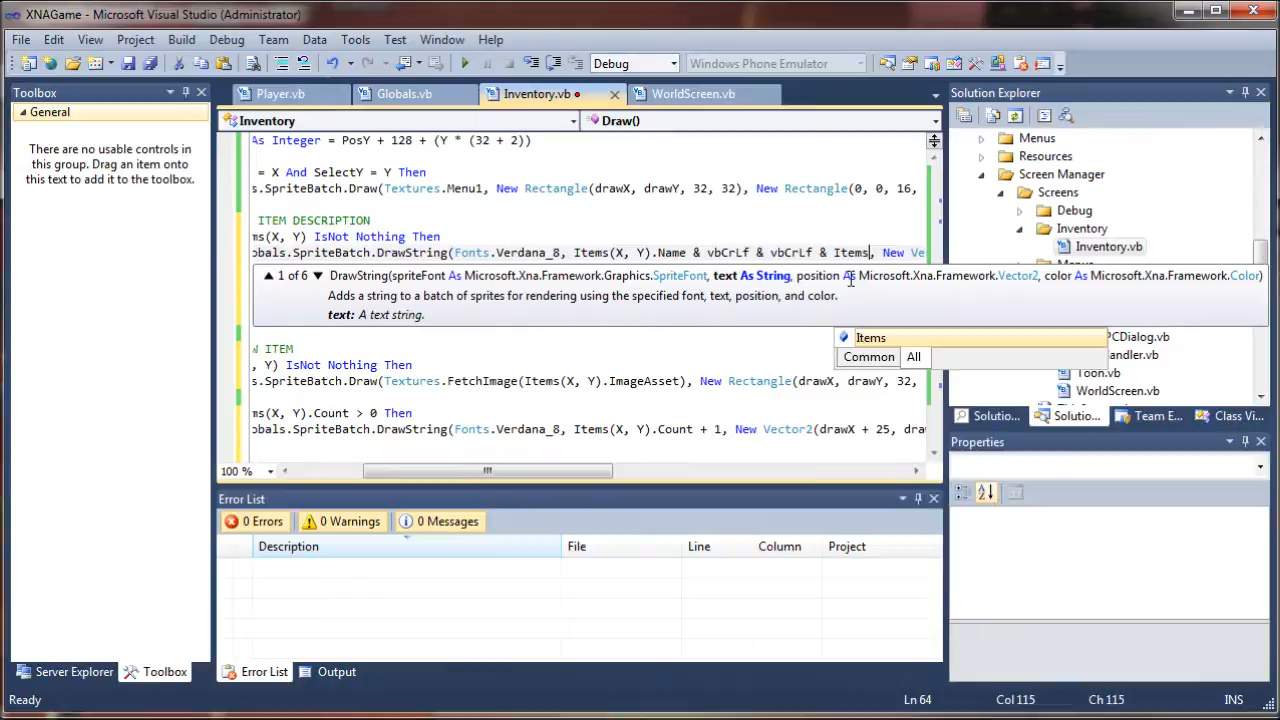 XNAGame - Microsoft Visual Studio (Administrator)
File Edit View Project Build Debug Team Data Tools Test Window Help
Debug Windows Phone Emulator
Toolbox
General
There are no usable controls in
this group. Drag an item onto
this text to add it to the toolbox.
Player.vb Globals.vb Inventory.vb WorldScreen.vb
Inventory Draw()
As Integer = PosY + 128 + (Y * (32 + 2))
= X And SelectY = Y Then
s.SpriteBatch.Draw(Textures.Menu1, New Rectangle(drawX, drawY, 32, 32), New Rectangle(0, 0, 16,
ITEM DESCRIPTION
ms(X, Y) IsNot Nothing Then
obals.SpriteBatch.DrawString(Fonts.Verdana_8, Items(X, Y).Name & vbCrLf & vbCrLf & Items, New Ve
1 of 6 DrawString(spriteFont As Microsoft.Xna.Framework.Graphics.SpriteFont, text As String, position As Microsoft.Xna.Framework.Vector2, color As Microsoft.Xna.Framework.Color)
Adds a string to a batch of sprites for rendering using the specified font, text, position, and color.
text: A text string.
Items
Common All
W ITEM
, Y) IsNot Nothing Then
s.SpriteBatch.Draw(Textures.FetchImage(Items(X, Y).ImageAsset), New Rectangle(drawX, drawY, 32,
ms(X, Y).Count > 0 Then
obals.SpriteBatch.DrawString(Fonts.Verdana_8, Items(X, Y).Count + 1, New Vector2(drawX + 25, dra
100 %
Error List
0 Errors 0 Warnings 0 Messages
Description File Line Column Project
Solution Explorer
Menus
Resources
Screen Manager
Screens
Debug
Inventory
Inventory.vb
PCDialog.vb
andler.vb
Toon.vb
WorldScreen.vb
Solutio... Solutio... Team E... Class Vi...
Properties
Server Explorer Toolbox Error List Output
Ready Ln 64 Col 115 Ch 115 INS